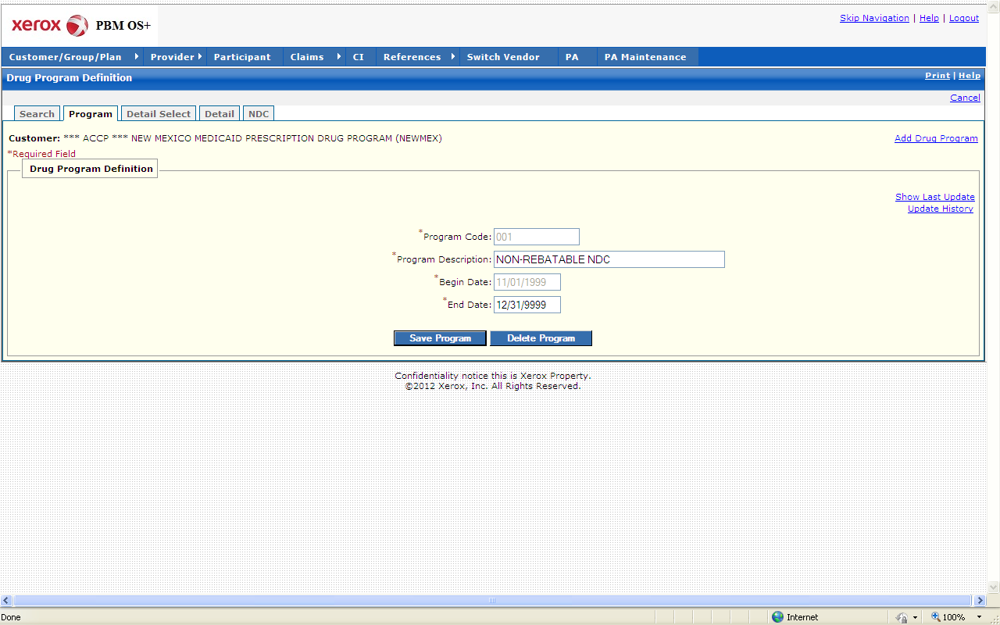 xerox PBM OS+
Skip Navigation | Help | Logout
Customer/Group/Plan Provider Participant Claims CI References Switch Vendor PA PA Maintenance
Drug Program Definition
Print | Help
Cancel
Search Program Detail Select Detail NDC
Customer: *** ACCP *** NEW MEXICO MEDICAID PRESCRIPTION DRUG PROGRAM (NEWMEX)
Add Drug Program
*Required Field
Drug Program Definition
Show Last Update
Update History
*Program Code: 001
*Program Description: NON-REBATABLE NDC
*Begin Date: 11/01/1999
*End Date: 12/31/9999
Save Program Delete Program
Confidentiality notice this is Xerox Property.
©2012 Xerox, Inc. All Rights Reserved.
Done Internet 100%